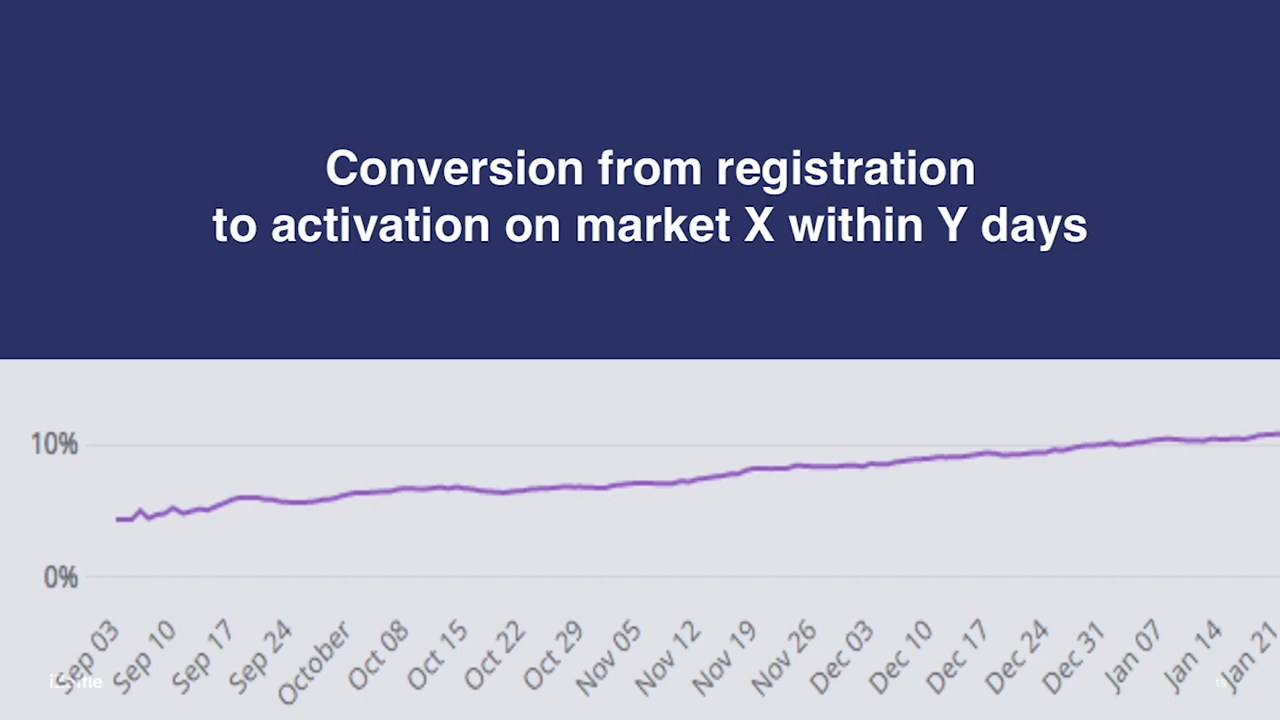 Conversion from registration
to activation on market X within Y days
10%
0%
Sep 03
Sep 10
Sep 17
Sep 24
October
Oct 08
Oct 15
Oct 22
Oct 29
Nov 05
Nov 12
Nov 19
Nov 26
Dec 03
Dec 10
Dec 17
Dec 24
Dec 31
Jan 07
Jan 14
Jan 21